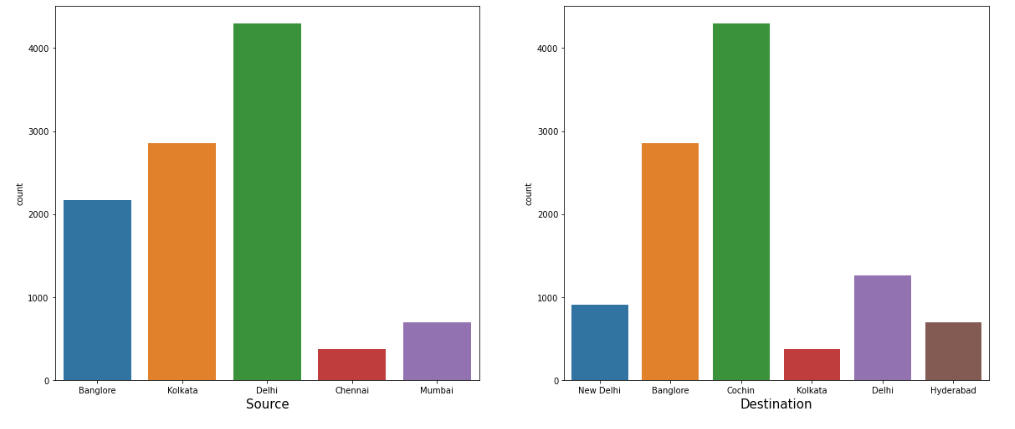 4000
3000
2000
1000
0
count
Banglore Kolkata Delhi Chennai Mumbai
Source
4000
3000
2000
1000
0
count
New Delhi Banglore Cochin Kolkata Delhi Hyderabad
Destination